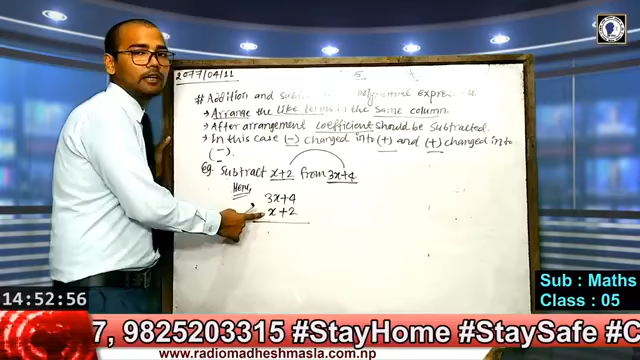 2077/04/11
# Addition and polynomial
→ Arrange the like term in the same column.
→ After arrangement coefficient should be subtracted.
→ In this case (-) changed into (+) and (+) changed into
(-).
eg. Subtract x+2 from 3x+4
Here,
3x+4
x+2
Sub : Maths
Class : 05
14:52:56
7, 9825203315 #StayHome #StaySafe #C
www.radiomadheshmasla.com.np